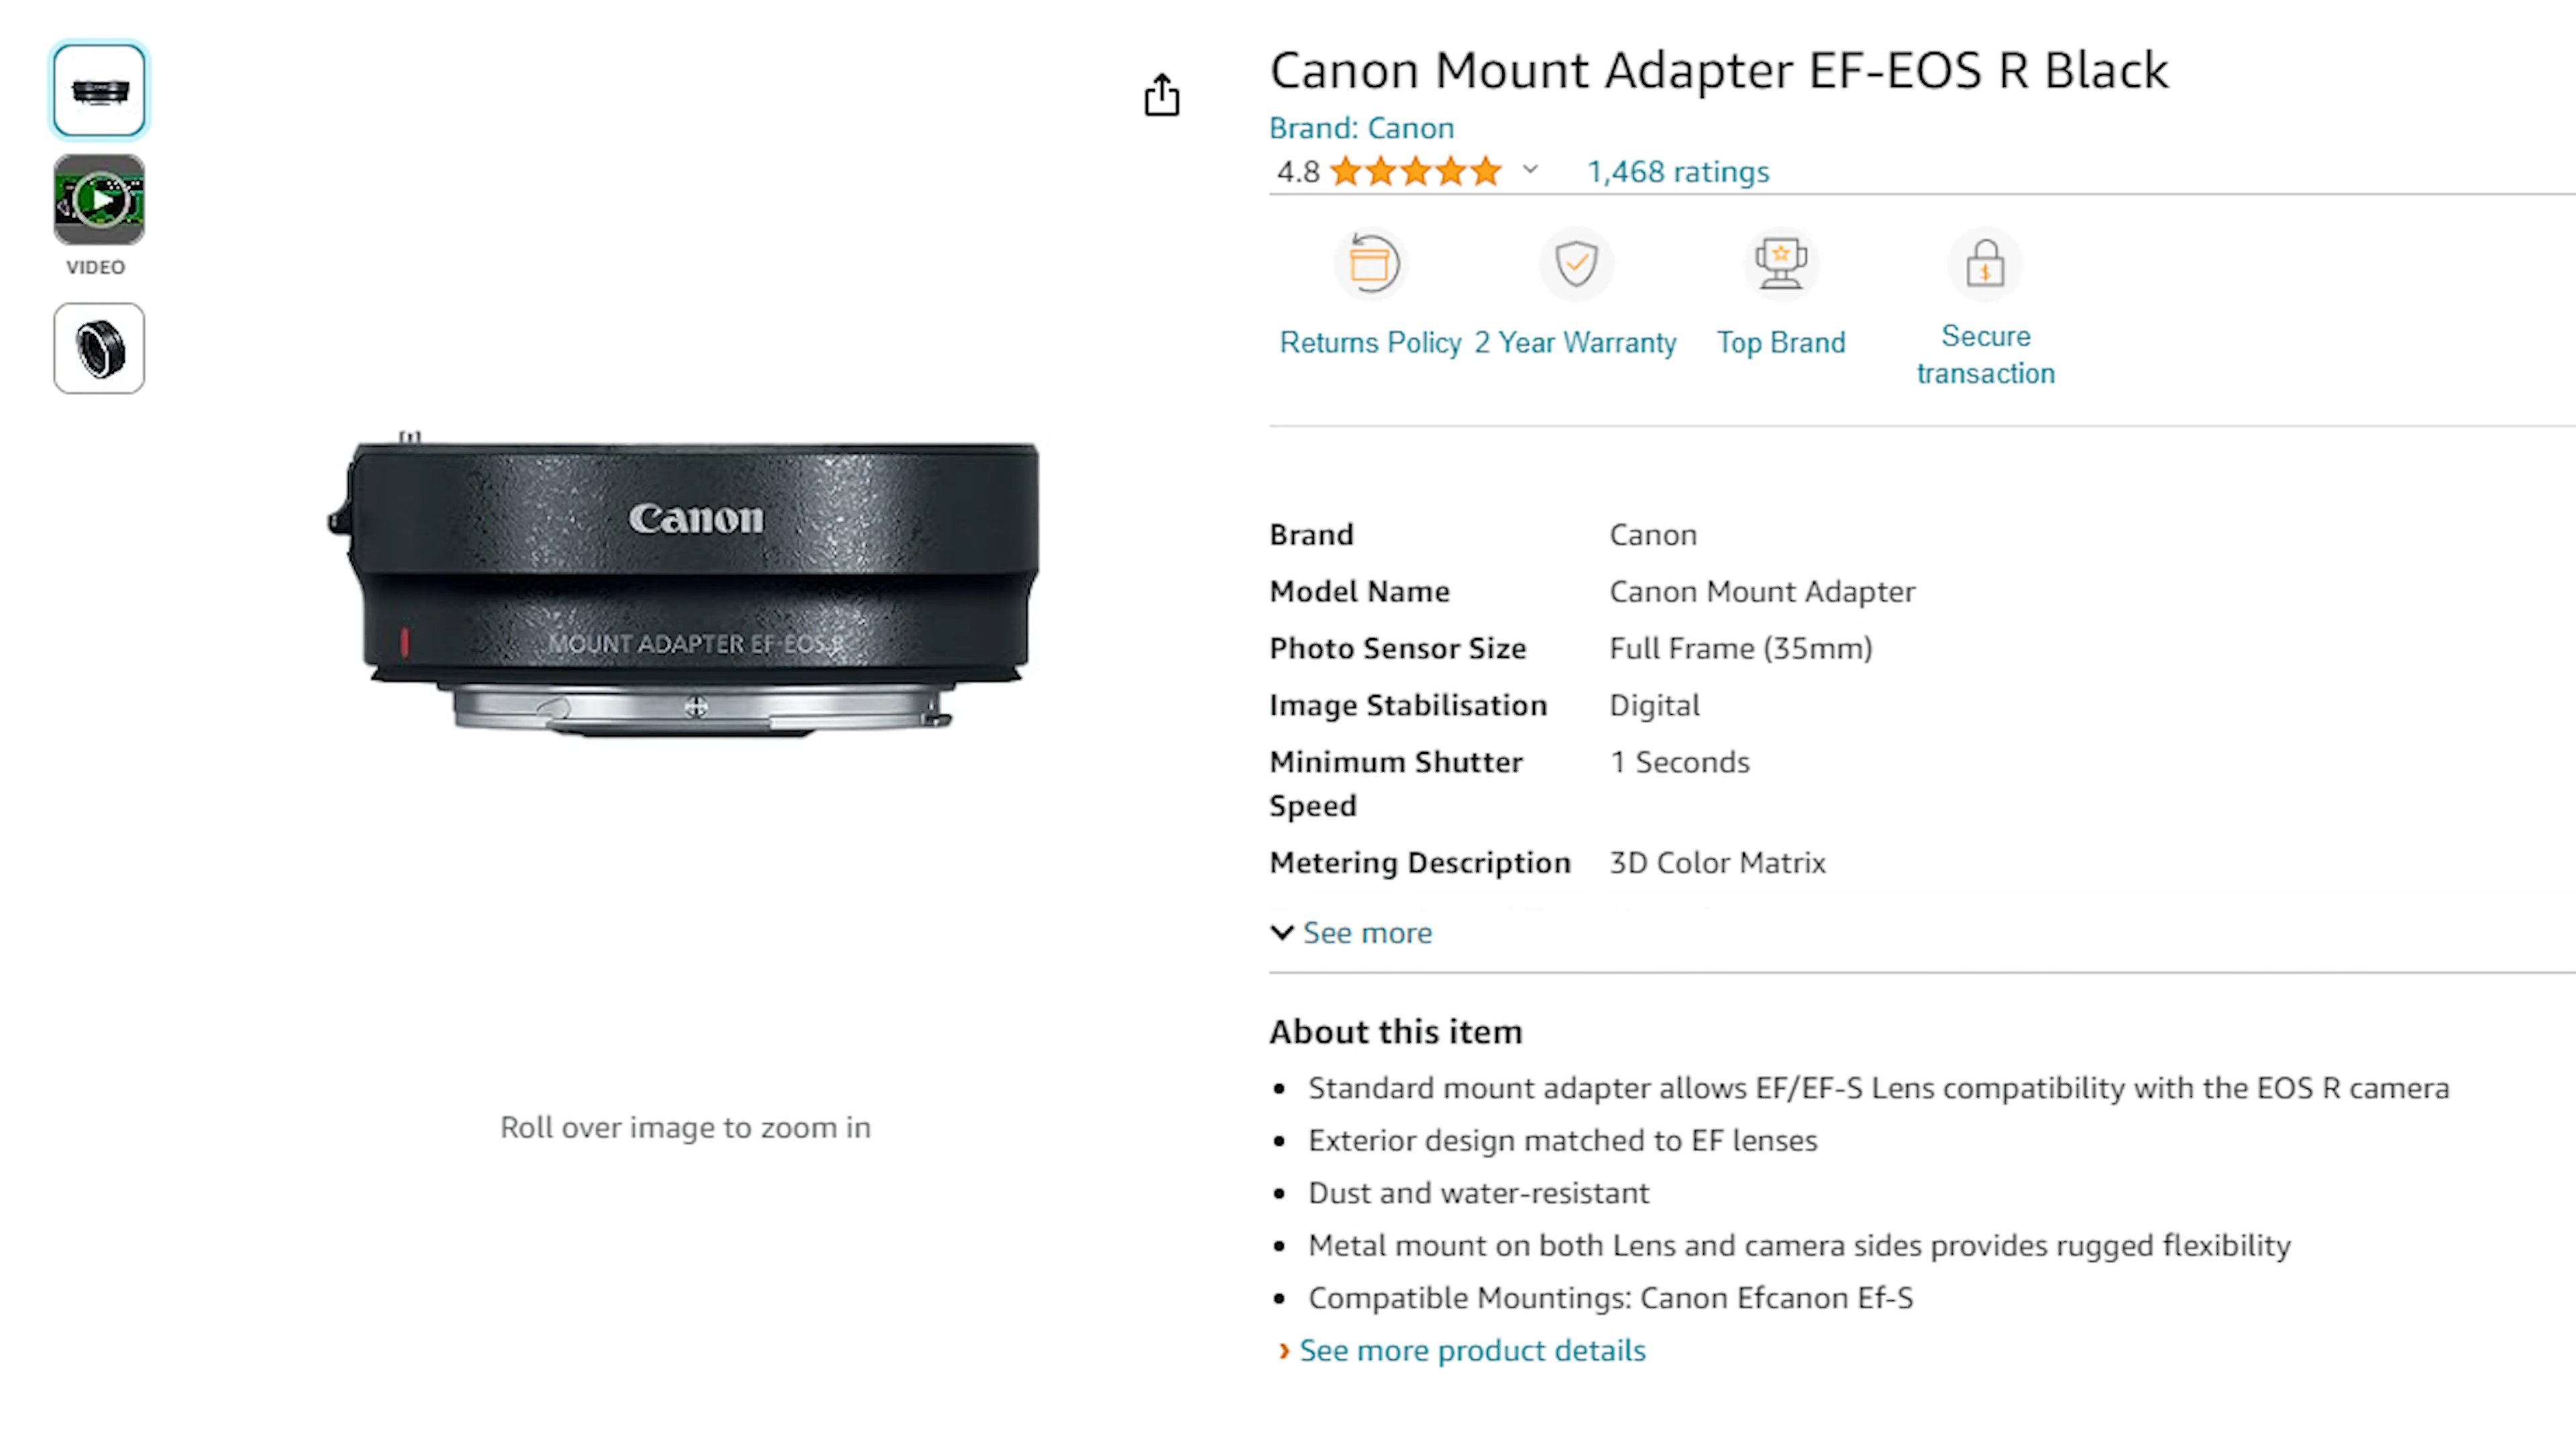 Canon Mount Adapter EF-EOS R Black
Brand: Canon
4.8 1,468 ratings
VIDEO
Returns Policy 2 Year Warranty Top Brand Secure
transaction
Canon
MOUNT ADAPTER EF-EOS R
Roll over image to zoom in
Brand Canon
Model Name Canon Mount Adapter
Photo Sensor Size Full Frame (35mm)
Image Stabilisation Digital
Minimum Shutter 1 Seconds
Speed
Metering Description 3D Color Matrix
See more
About this item
• Standard mount adapter allows EF/EF-S Lens compatibility with the EOS R camera
• Exterior design matched to EF lenses
• Dust and water-resistant
• Metal mount on both Lens and camera sides provides rugged flexibility
• Compatible Mountings: Canon Efcanon Ef-S
› See more product details